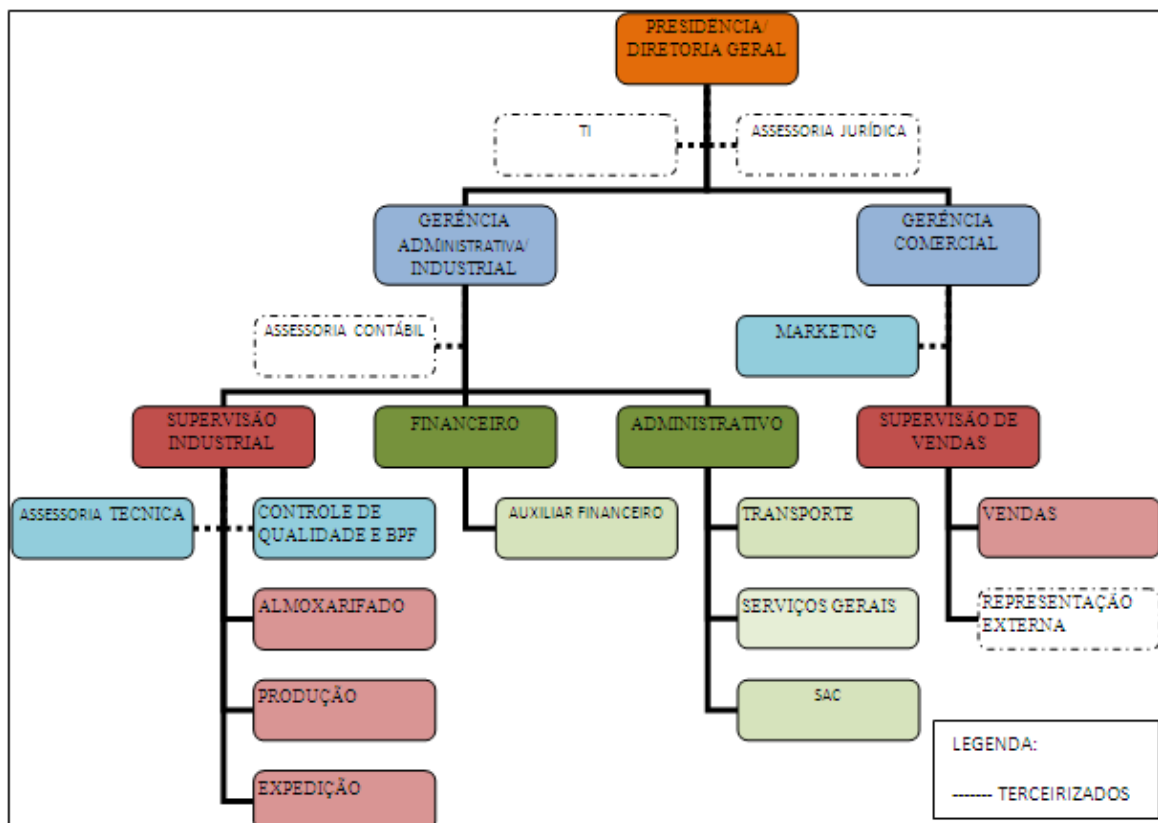 PRESIDÊNCIA/
DIRETORIA GERAL
TI
ASSESSORIA JURÍDICA
GERÊNCIA
ADMINISTRATIVA/
INDUSTRIAL
GERÊNCIA
COMERCIAL
ASSESSORIA CONTÁBIL
MARKETNG
SUPERVISÃO
INDUSTRIAL
FINANCEIRO
ADMINISTRATIVO
SUPERVISÃO DE
VENDAS
ASSESSORIA TECNICA
CONTROLE DE
QUALIDADE E BPF
AUXILIAR FINANCEIRO
TRANSPORTE
VENDAS
ALMOXARIFADO
SERVIÇOS GERAIS
REPRESENTAÇÃO
EXTERNA
PRODUÇÃO
SAC
EXPEDIÇÃO
LEGENDA:
------- TERCEIRIZADOS